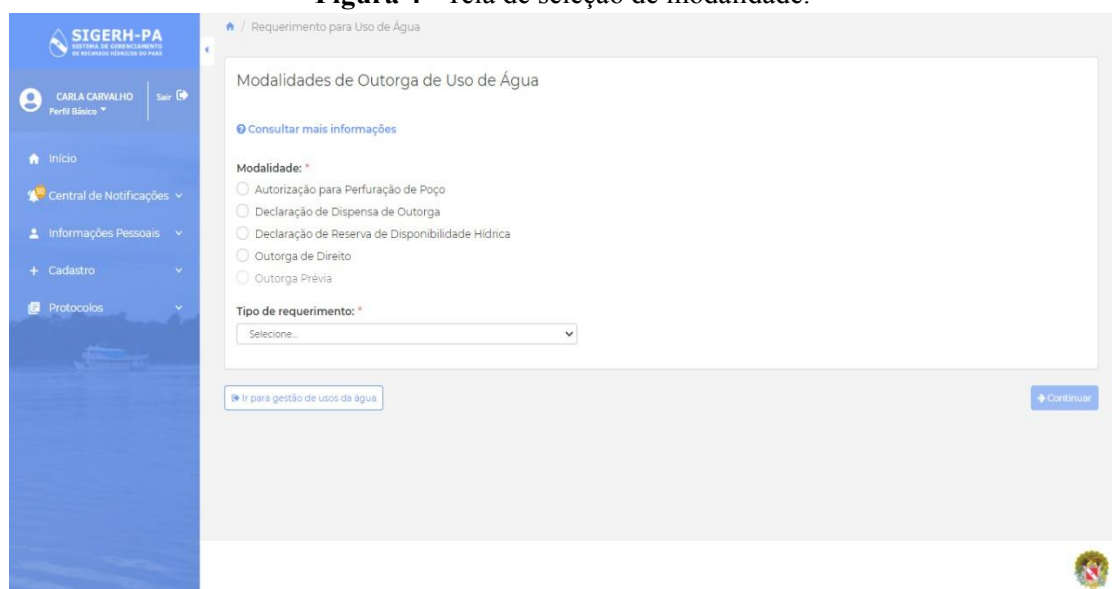 Figura 4 - Tela de seleção de modalidade.
SIGERH-PA
SISTEMA DE GERENCIAMENTO
DE RECURSOS HÍDRICOS DO PARÁ
/ Requerimento para Uso de Água
CARLA CARVALHO
Perfil Básico
Sair
Início
30
Central de Notificações
Informações Pessoais
+ Cadastro
Protocolos
Modalidades de Outorga de Uso de Água
Consultar mais informações
Modalidade: *
Autorização para Perfuração de Poço
Declaração de Dispensa de Outorga
Declaração de Reserva de Disponibilidade Hídrica
Outorga de Direito
Outorga Prévia
Tipo de requerimento: *
Selecione...
Ir para gestão de usos da água
Continuar